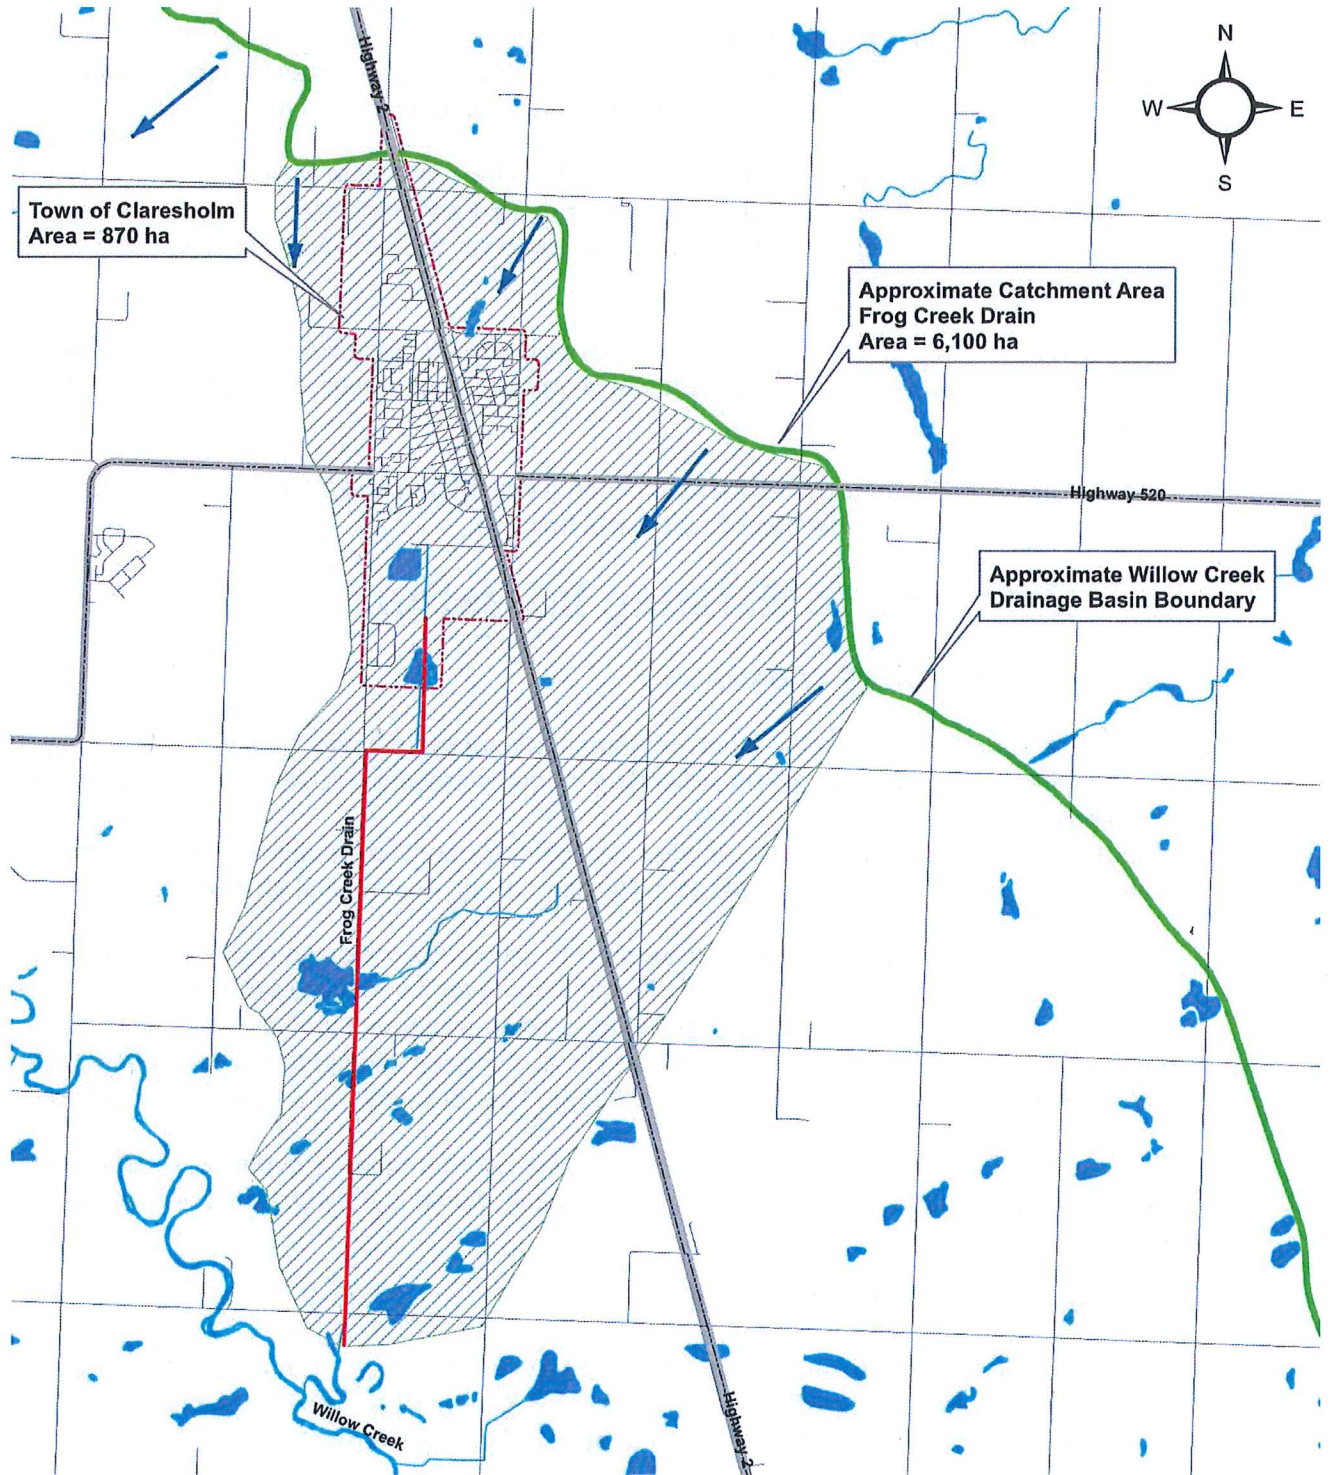 Highway 2
N
W
E
S
Town of Claresholm
Area = 870 ha
Approximate Catchment Area
Frog Creek Drain
Area = 6,100 ha
Highway 520
Approximate Willow Creek
Drainage Basin Boundary
Frog Creek Drain
Willow Creek
Highway 2